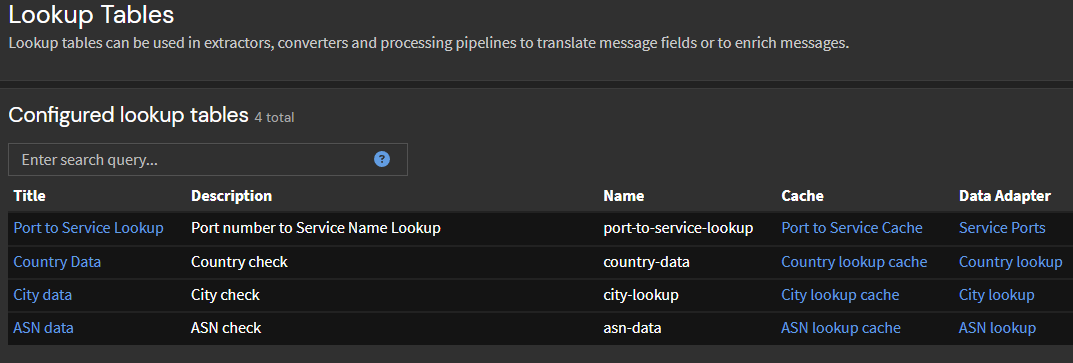 Lookup Tables
Lookup tables can be used in extractors, converters and processing pipelines to translate message fields or to enrich messages.
Configured lookup tables 4 total
Enter search query... ?
Title Description Name Cache Data Adapter
Port to Service Lookup Port number to Service Name Lookup port-to-service-lookup Port to Service Cache Service Ports
Country Data Country check country-data Country lookup cache Country lookup
City data City check city-lookup City lookup cache City lookup
ASN data ASN check asn-data ASN lookup cache ASN lookup